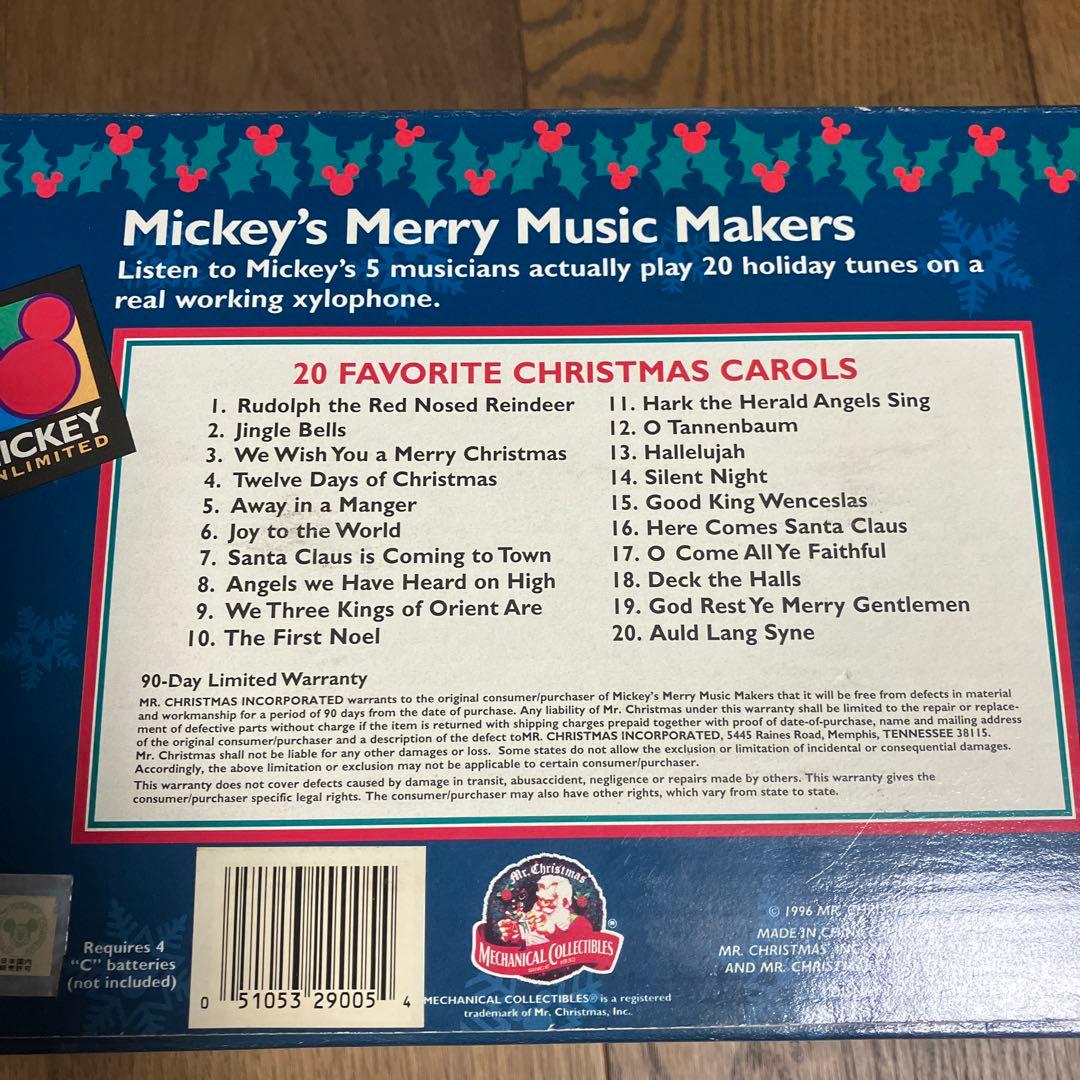 Mickey's Merry Music Makers
Listen to Mickey's 5 musicians actually play 20 holiday tunes on a
real working xylophone.
ICKEY
NLIMITED
20 FAVORITE CHRISTMAS CAROLS
1. Rudolph the Red Nosed Reindeer
2. Jingle Bells
3. We Wish You a Merry Christmas
4. Twelve Days of Christmas
5. Away in a Manger
6. Joy to the World
7. Santa Claus is Coming to Town
8. Angels we Have Heard on High
9. We Three Kings of Orient Are
10. The First Noel
11. Hark the Herald Angels Sing
12. O Tannenbaum
13. Hallelujah
14. Silent Night
15. Good King Wenceslas
16. Here Comes Santa Claus
17. O Come All Ye Faithful
18. Deck the Halls
19. God Rest Ye Merry Gentlemen
20. Auld Lang Syne
90-Day Limited Warranty
MR. CHRISTMAS INCORPORATED warrants to the original consumer/purchaser of Mickey's Merry Music Makers that it will be free from defects in material
and workmanship for a period of 90 days from the date of purchase. Any liability of Mr. Christmas under this warranty shall be limited to the repair or replace-
ment of defective parts without charge if the item is returned with shipping charges prepaid together with proof of date-of-purchase, name and mailing address
of the original consumer/purchaser and a description of the defect toMR. CHRISTMAS INCORPORATED, 5445 Raines Road, Memphis, TENNESSEE 38115.
Mr. Christmas shall not be liable for any other damages or loss. Some states do not allow the exclusion or limitation of incidental or consequential damages.
Accordingly, the above limitation or exclusion may not be applicable to certain consumer/purchaser.
This warranty does not cover defects caused by damage in transit, abusaccident, negligence or repairs made by others. This warranty gives the
consumer/purchaser specific legal rights. The consumer/purchaser may also have other rights, which vary from state to state.
日本国内
販売許可
Requires 4
"C" batteries
(not included)
0 51053 29005 4
Mr. Christmas
MECHANICAL COLLECTIBLES
SINCE 1933
®
MECHANICAL COLLECTIBLES® is a registered
trademark of Mr. Christmas, Inc.
© 1996 MR.
MADE IN
MR. CHRISTMAS
AND MR.